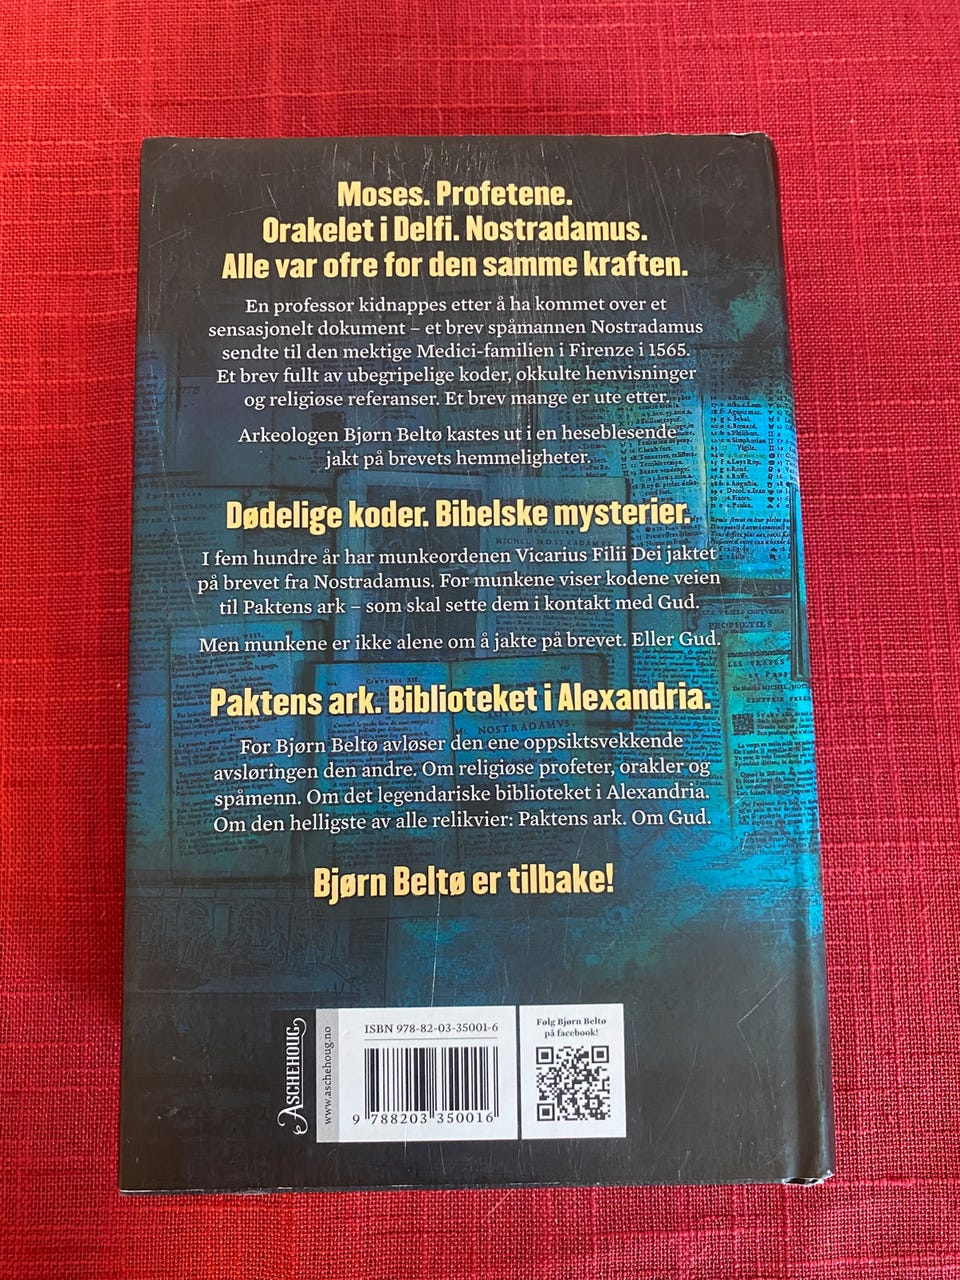 Moses. Profetene.
Orakelet i Delfi. Nostradamus.
Alle var ofre for den samme kraften.
En professor kidnappes etter å ha kommet over et
sensasjonelt dokument – et brev spåmannen Nostradamus
sendte til den mektige Medici-familien i Firenze i 1565.
Et brev fullt av ubegripelige koder, okkulte henvisninger
og religiøse referanser. Et brev mange er ute etter.
Arkeologen Bjørn Beltø kastes ut i en heseblesende
jakt på brevets hemmeligheter.
Dødelige koder. Bibelske mysterier.
I fem hundre år har munkeordenen Vicarius Filii Dei jaktet
på brevet fra Nostradamus. For munkene viser kodene veien
til Paktens ark – som skal sette dem i kontakt med Gud.
Men munkene er ikke alene om å jakte på brevet. Eller Gud.
Paktens ark. Biblioteket i Alexandria.
For Bjørn Beltø avløser den ene oppsiktsvekkende
avsløringen den andre. Om religiøse profeter, orakler og
spåmenn. Om det legendariske biblioteket i Alexandria.
Om den helligste av alle relikvier: Paktens ark. Om Gud.
Bjørn Beltø er tilbake!
ASCHEHOUG
www.aschehoug.no
ISBN 978-82-03-35001-6
9 788203 350016
Følg Bjørn Beltø
på facebook!